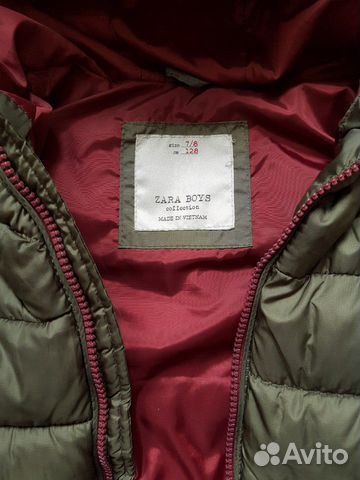 size 7/8
cm 128
ZARA BOYS
collection
MADE IN VIETNAM
Avito